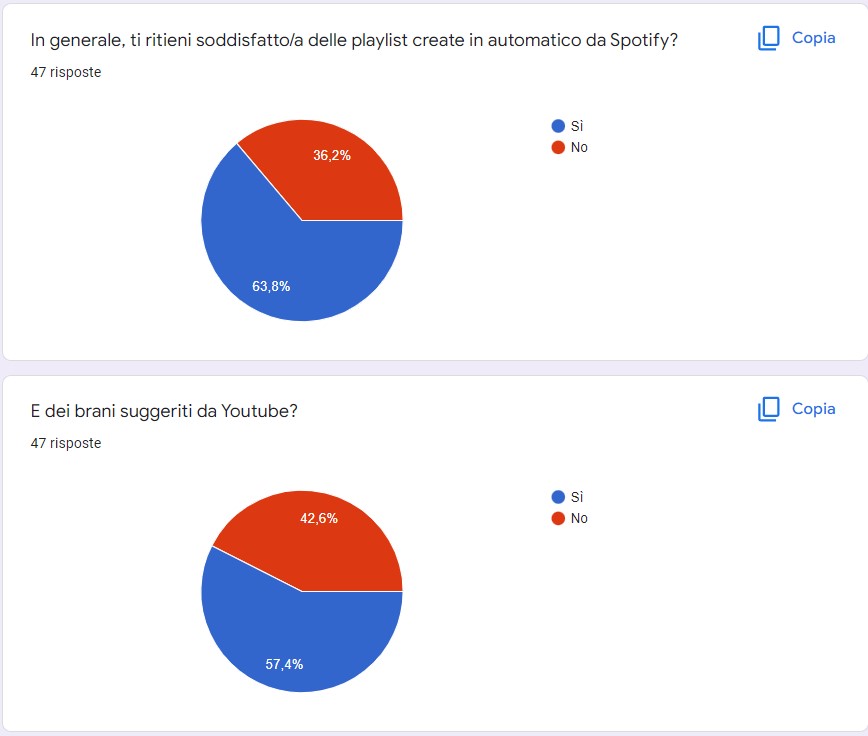 In generale, ti ritieni soddisfatto/a delle playlist create in automatico da Spotify?
Copia
47 risposte
Sì
No
36,2%
63,8%
E dei brani suggeriti da Youtube?
Copia
47 risposte
Sì
No
42,6%
57,4%